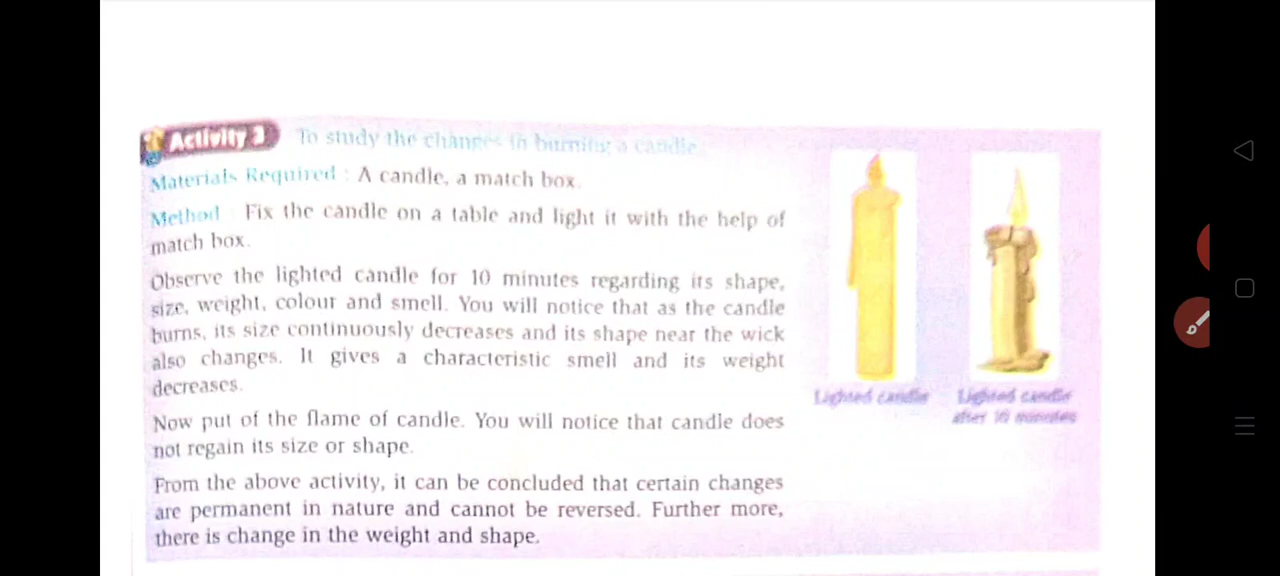 Activity 3 To study the changes in burning a candle.
Materials Required : A candle, a match box.
Method : Fix the candle on a table and light it with the help of
match box.
Observe the lighted candle for 10 minutes regarding its shape,
size, weight, colour and smell. You will notice that as the candle
burns, its size continuously decreases and its shape near the wick
also changes. It gives a characteristic smell and its weight
decreases.
Now put of the flame of candle. You will notice that candle does
not regain its size or shape.
From the above activity, it can be concluded that certain changes
are permanent in nature and cannot be reversed. Further more,
there is change in the weight and shape.
Lighted candle
Lighted candle
after 10 minutes